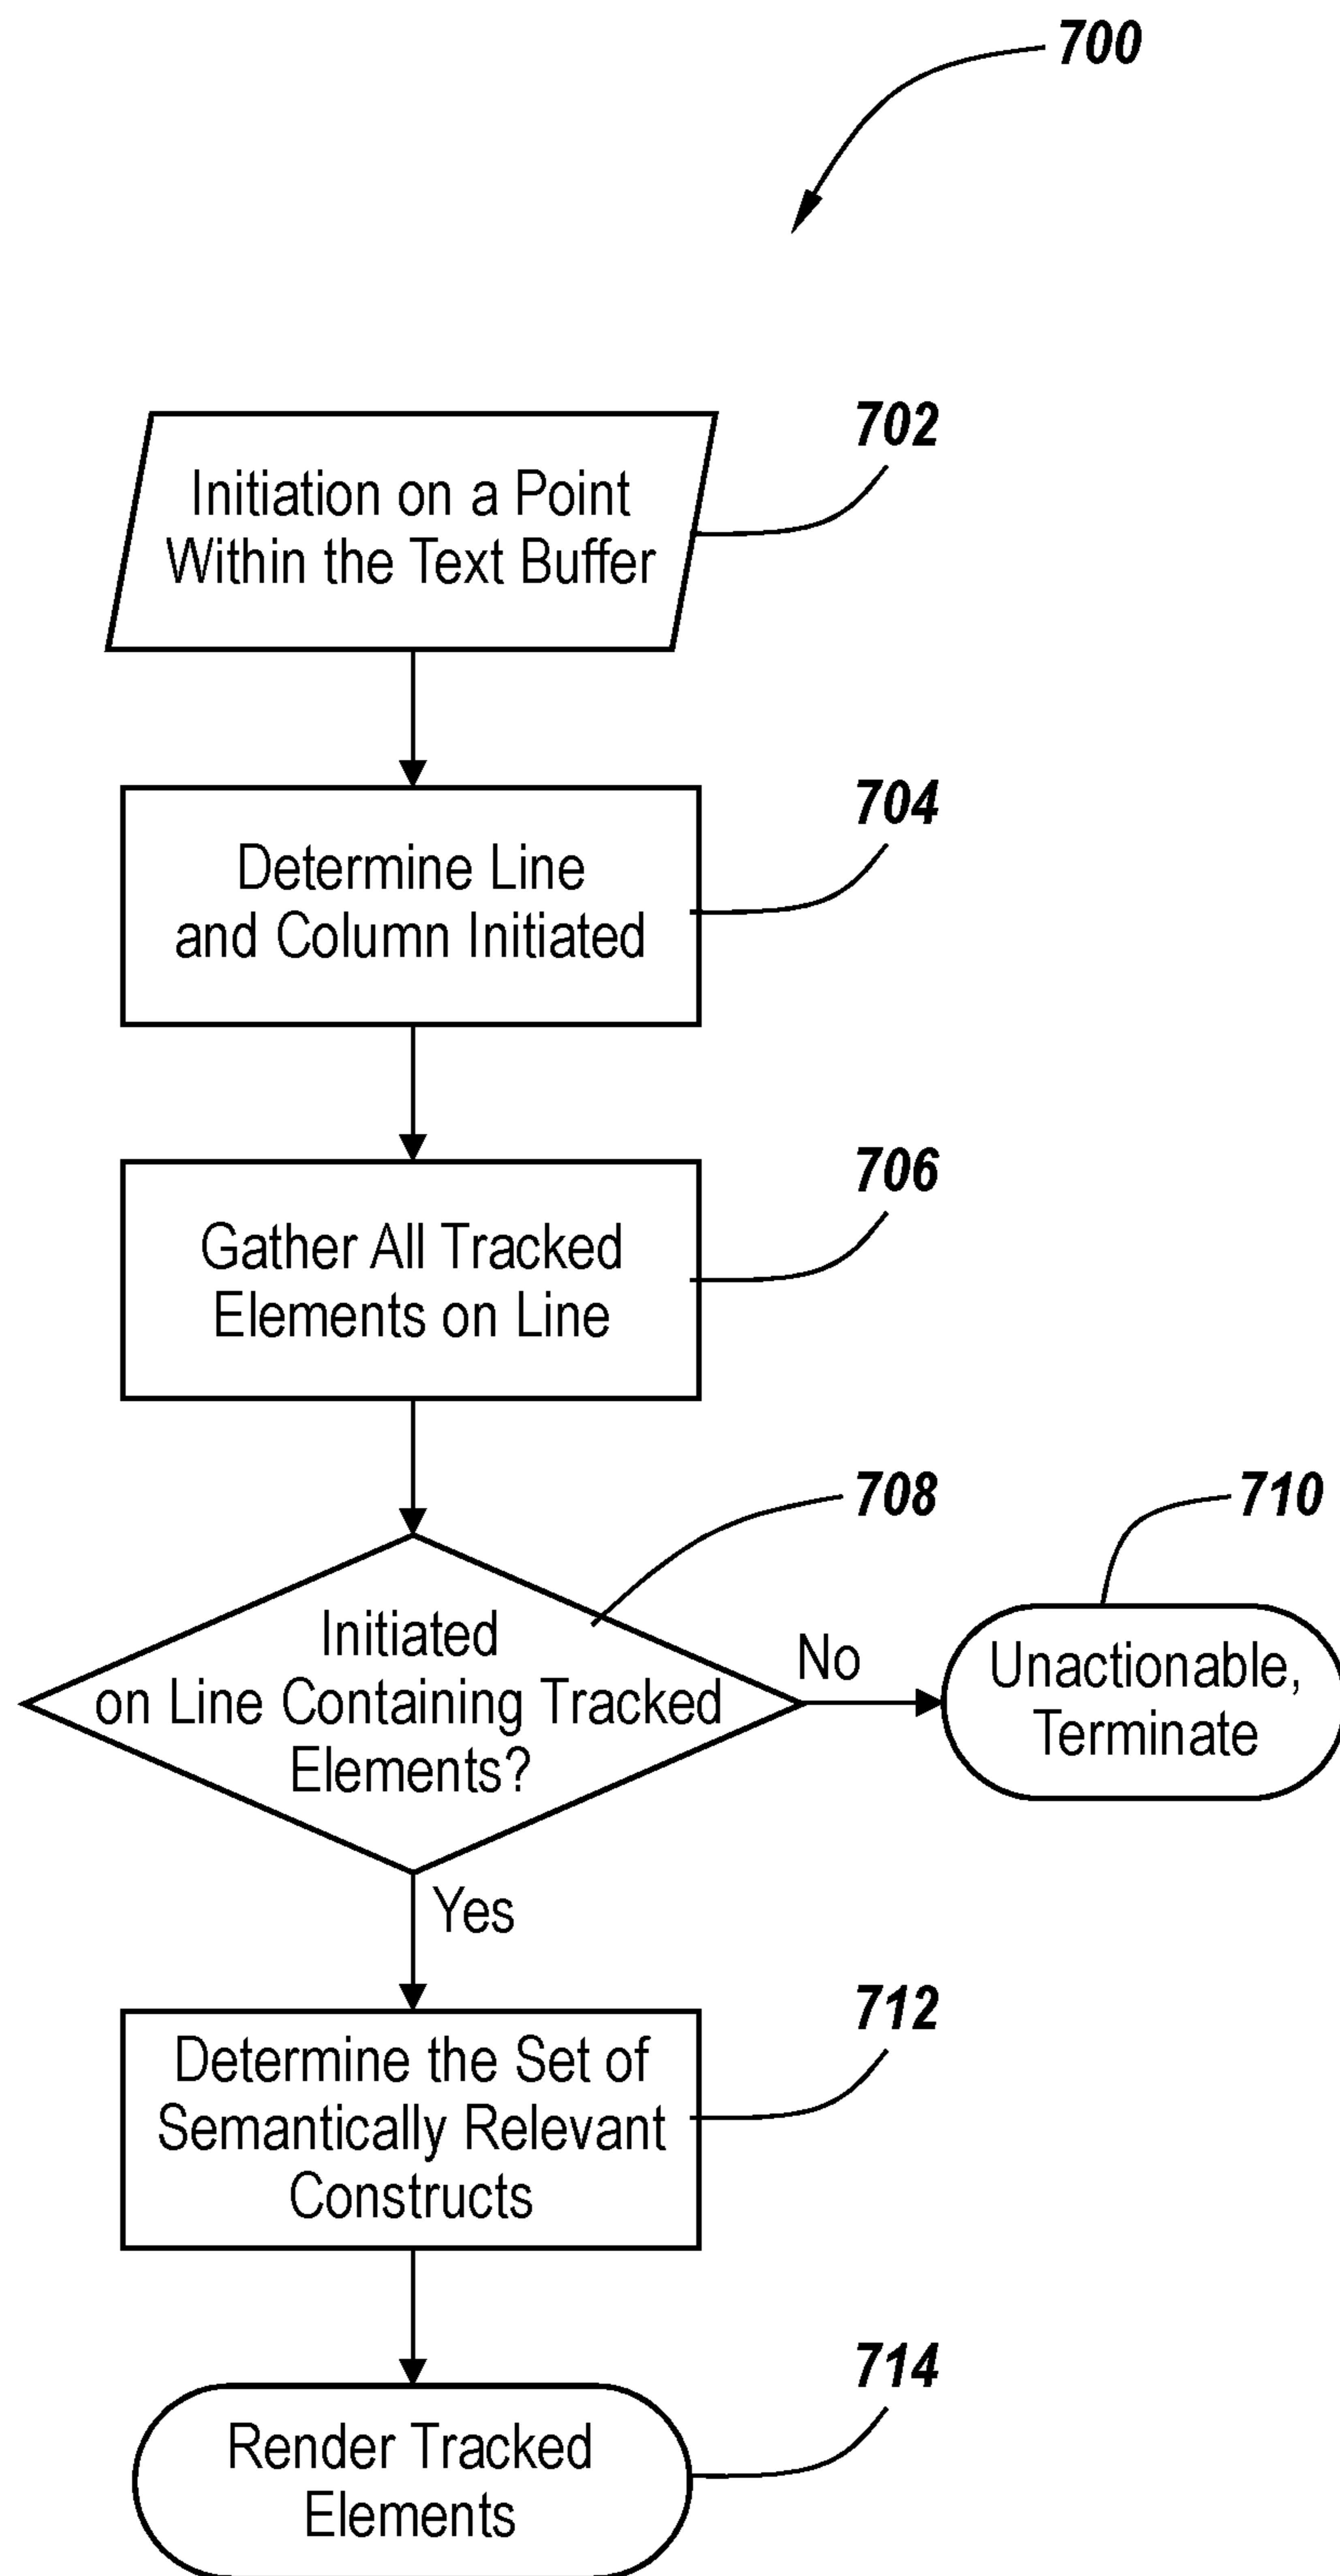 700
702
Initiation on a Point
Within the Text Buffer
704
Determine Line
and Column Initiated
706
Gather All Tracked
Elements on Line
708
710
Initiated
on Line Containing Tracked
Elements?
No
Unactionable,
Terminate
Yes
712
Determine the Set of
Semantically Relevant
Constructs
714
Render Tracked
Elements